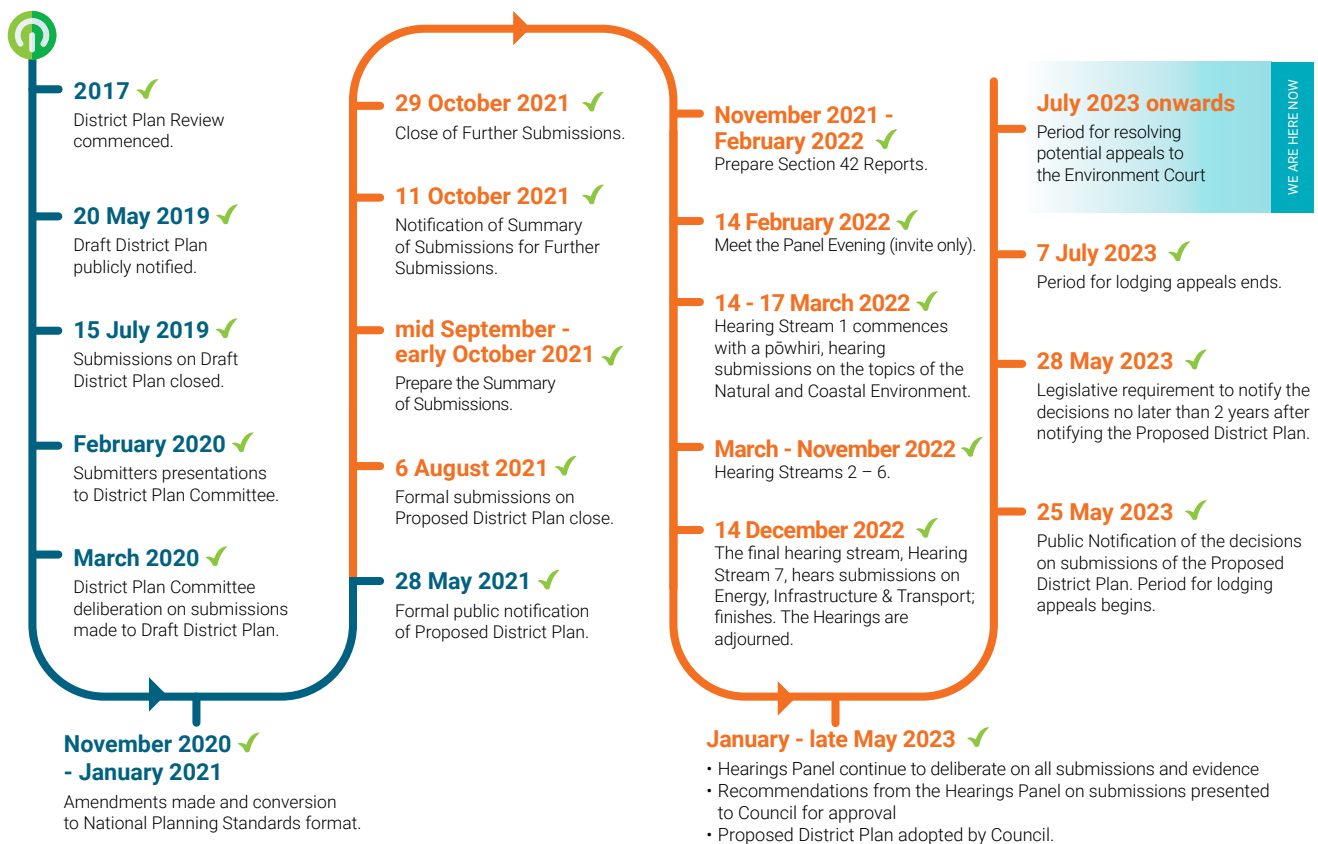 2017
District Plan Review
commenced.
20 May 2019
Draft District Plan
publicly notified.
15 July 2019
Submissions on Draft
District Plan closed.
February 2020
Submitters presentations
to District Plan Committee.
March 2020
District Plan Committee
deliberation on submissions
made to Draft District Plan.
November 2020
- January 2021
Amendments made and conversion
to National Planning Standards format.
29 October 2021
Close of Further Submissions.
11 October 2021
Notification of Summary
of Submissions for Further
Submissions.
mid September -
early October 2021
Prepare the Summary
of Submissions.
6 August 2021
Formal submissions on
Proposed District Plan close.
28 May 2021
Formal public notification
of Proposed District Plan.
November 2021 -
February 2022
Prepare Section 42 Reports.
14 February 2022
Meet the Panel Evening (invite only).
14 - 17 March 2022
Hearing Stream 1 commences
with a pōwhiri, hearing
submissions on the topics of the
Natural and Coastal Environment.
March - November 2022
Hearing Streams 2 – 6.
14 December 2022
The final hearing stream, Hearing
Stream 7, hears submissions on
Energy, Infrastructure & Transport;
finishes. The Hearings are
adjourned.
January - late May 2023
• Hearings Panel continue to deliberate on all submissions and evidence
• Recommendations from the Hearings Panel on submissions presented
to Council for approval
• Proposed District Plan adopted by Council.
July 2023 onwards
Period for resolving
potential appeals to
the Environment Court
WE ARE HERE NOW
7 July 2023
Period for lodging appeals ends.
28 May 2023
Legislative requirement to notify the
decisions no later than 2 years after
notifying the Proposed District Plan.
25 May 2023
Public Notification of the decisions
on submissions of the Proposed
District Plan. Period for lodging
appeals begins.